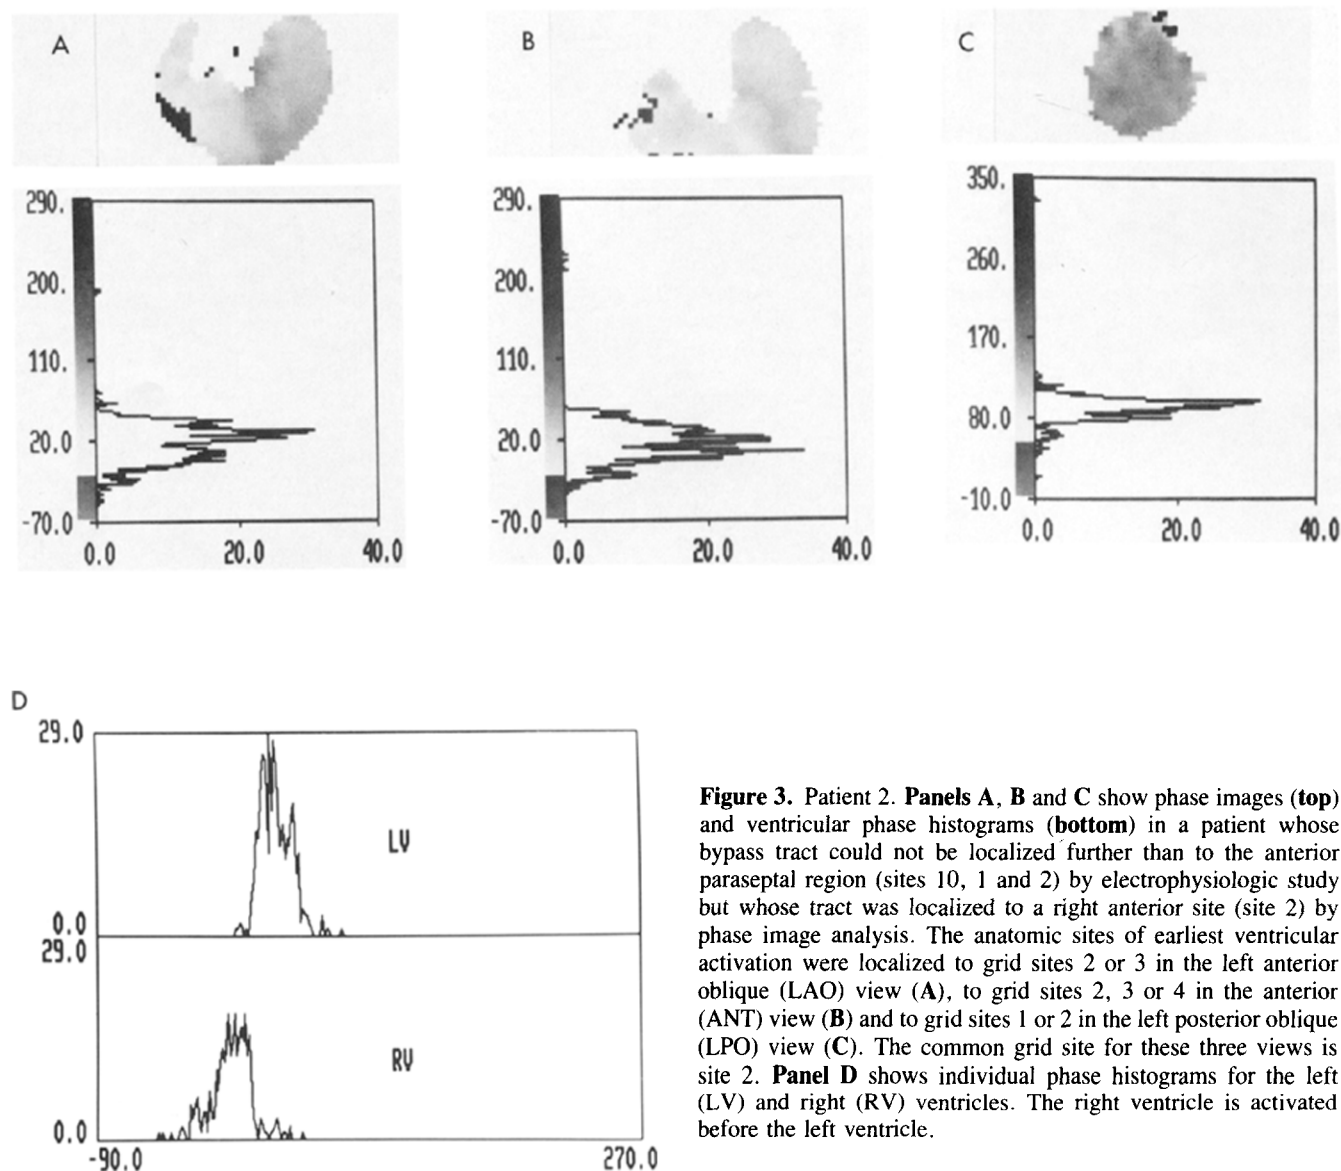 A
B
C
290.
200.
110.
20.0
-70.0
0.0 20.0 40.0
290.
200.
110.
20.0
-70.0
0.0 20.0 40.0
350.
260.
170.
80.0
-10.0
0.0 20.0 40.0
D
29.0
LV
0.0
29.0
RV
0.0
-90.0 270.0
Figure 3. Patient 2. Panels A, B and C show phase images (top)
and ventricular phase histograms (bottom) in a patient whose
bypass tract could not be localized further than to the anterior
paraseptal region (sites 10, 1 and 2) by electrophysiologic study
but whose tract was localized to a right anterior site (site 2) by
phase image analysis. The anatomic sites of earliest ventricular
activation were localized to grid sites 2 or 3 in the left anterior
oblique (LAO) view (A), to grid sites 2, 3 or 4 in the anterior
(ANT) view (B) and to grid sites 1 or 2 in the left posterior oblique
(LPO) view (C). The common grid site for these three views is
site 2. Panel D shows individual phase histograms for the left
(LV) and right (RV) ventricles. The right ventricle is activated
before the left ventricle.